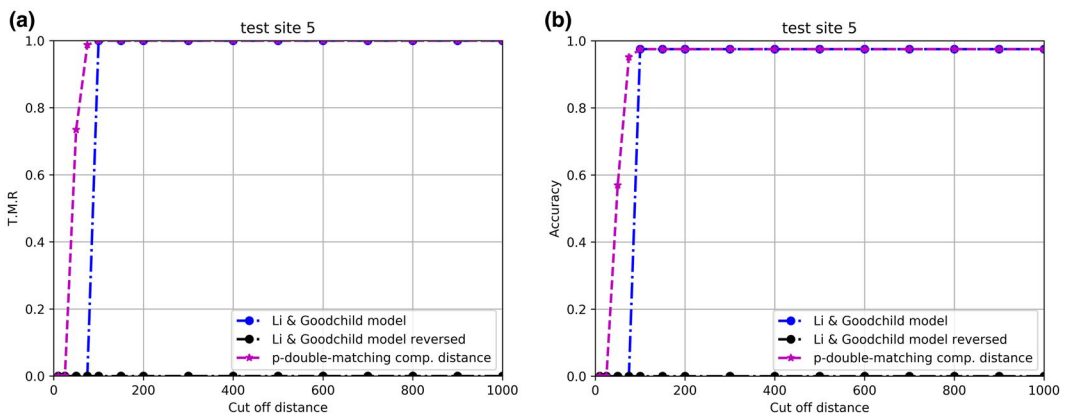 (a)
test site 5
1.0
0.8
0.6
0.4
0.2
0.0
T.M.R
0
200
400
600
800
1000
Cut off distance
Li & Goodchild model
Li & Goodchild model reversed
p-double-matching comp. distance
(b)
test site 5
1.0
0.8
0.6
0.4
0.2
0.0
Accuracy
0
200
400
600
800
1000
Cut off distance
Li & Goodchild model
Li & Goodchild model reversed
p-double-matching comp. distance